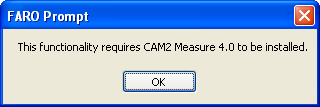 FARO Prompt
This functionality requires CAM2 Measure 4.0 to be installed.
OK